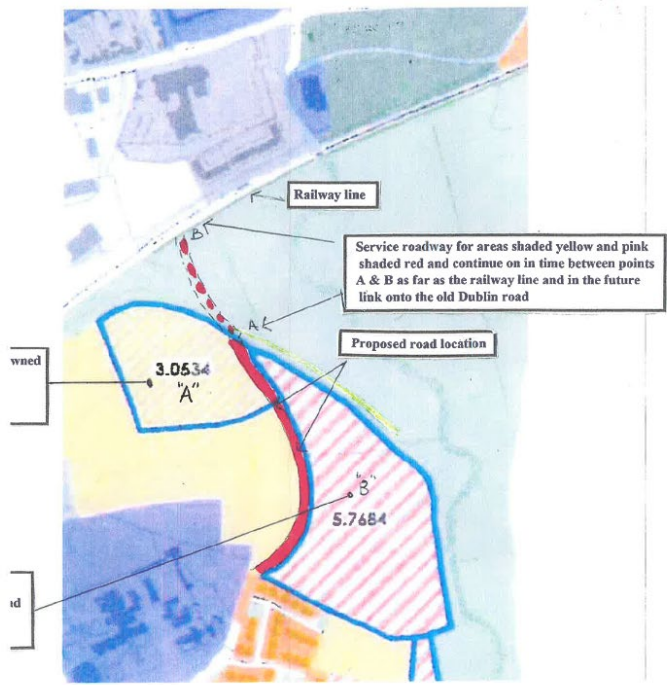 Railway line
B
Service roadway for areas shaded yellow and pink
shaded red and continue on in time between points
A & B as far as the railway line and in the future
link onto the old Dublin road
A
Proposed road location
wned
3.0534
"A"
"B"
5.7684